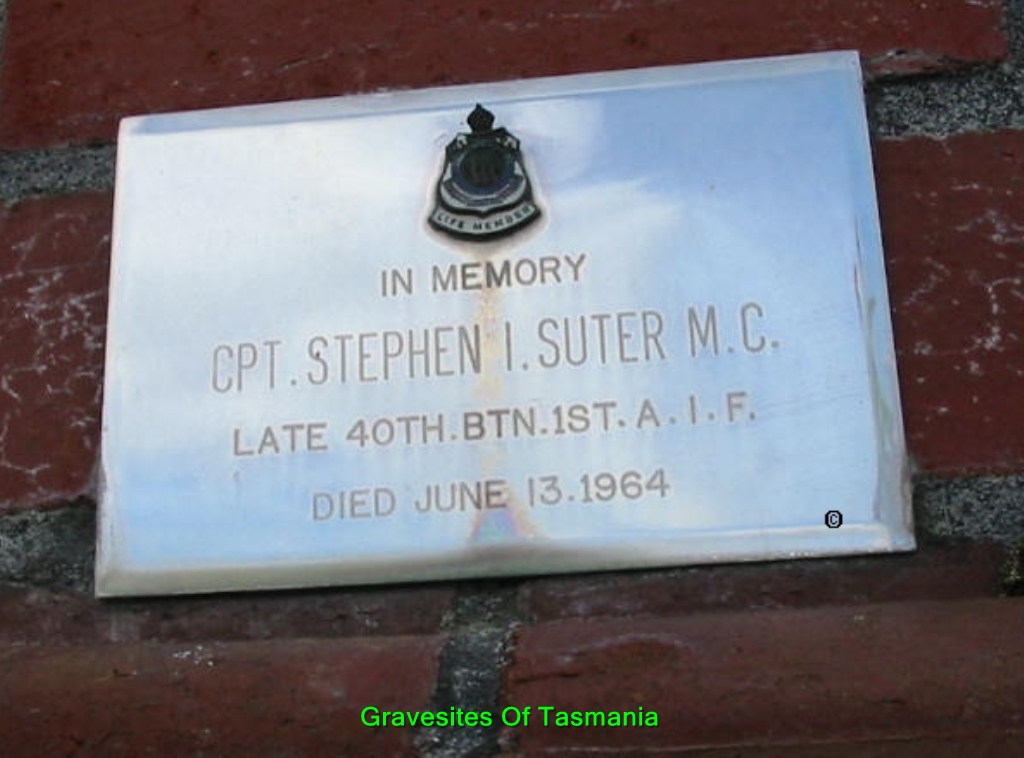 LIFE MEMBER
IN MEMORY
CPT. STEPHEN I. SUTER M.C.
LATE 40TH. BTN. 1ST. A.I.F.
DIED JUNE 13. 1964
©
Gravesites Of Tasmania